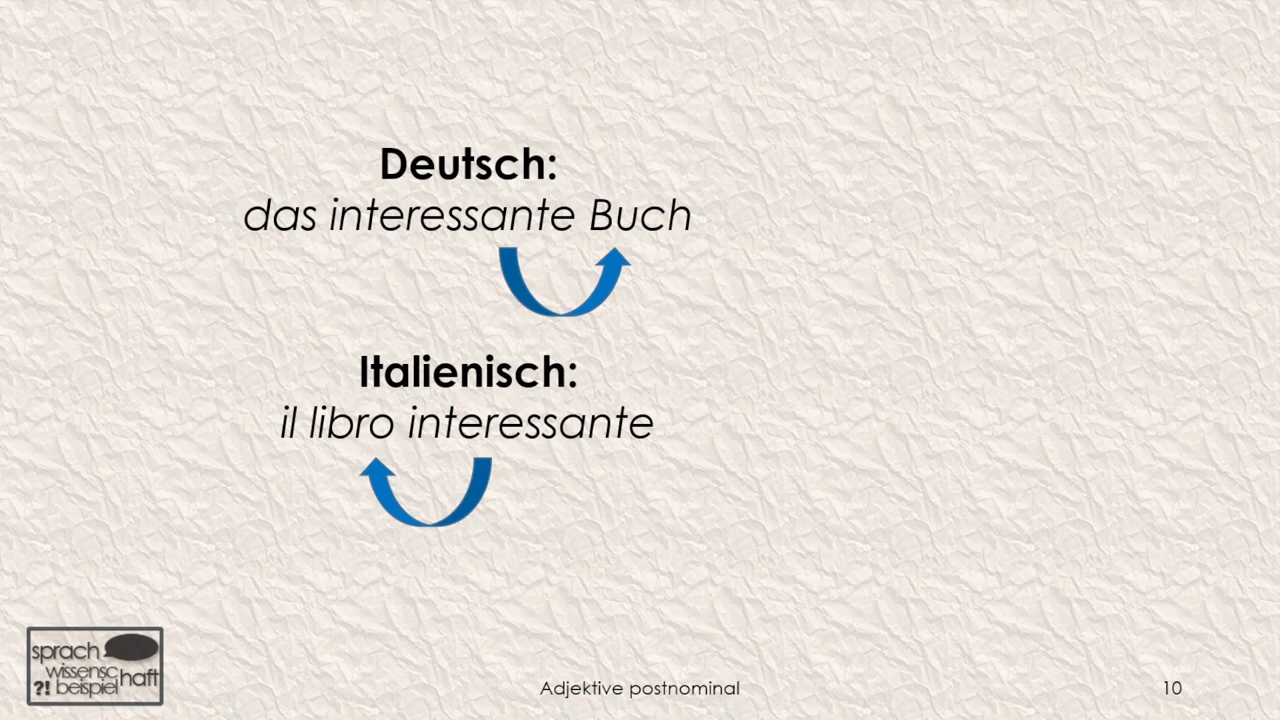 Deutsch:
das interessante Buch
Italienisch:
il libro interessante
sprach
wissensc
haft
?! beispiel
Adjektive postnominal
10